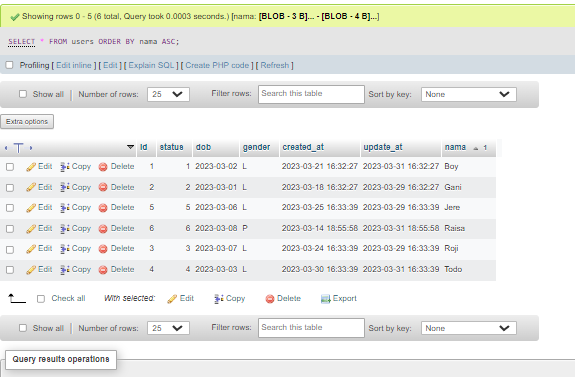 Showing rows 0 - 5 (6 total, Query took 0.0003 seconds.) [nama: [BLOB - 3 B]... - [BLOB - 4 B]...]
SELECT * FROM users ORDER BY nama ASC;
Profiling [ Edit inline ] [ Edit ] [ Explain SQL ] [ Create PHP code ] [ Refresh ]
Show all | Number of rows: 25 Filter rows: Search this table Sort by key: None
Extra options
id status dob gender created_at update_at nama 1
Edit Copy Delete 1 1 2023-03-02 L 2023-03-21 16:32:27 2023-03-31 16:32:27 Boy
Edit Copy Delete 2 2 2023-03-01 L 2023-03-18 16:32:27 2023-03-29 16:32:27 Gani
Edit Copy Delete 5 5 2023-03-06 L 2023-03-25 16:33:39 2023-03-29 16:33:39 Jere
Edit Copy Delete 6 6 2023-03-08 P 2023-03-14 18:55:58 2023-03-31 18:55:58 Raisa
Edit Copy Delete 3 3 2023-03-07 L 2023-03-24 16:33:39 2023-03-29 16:33:39 Roji
Edit Copy Delete 4 4 2023-03-03 L 2023-03-30 16:33:39 2023-03-31 16:33:39 Todo
Check all With selected: Edit Copy Delete Export
Show all | Number of rows: 25 Filter rows: Search this table Sort by key: None
Query results operations